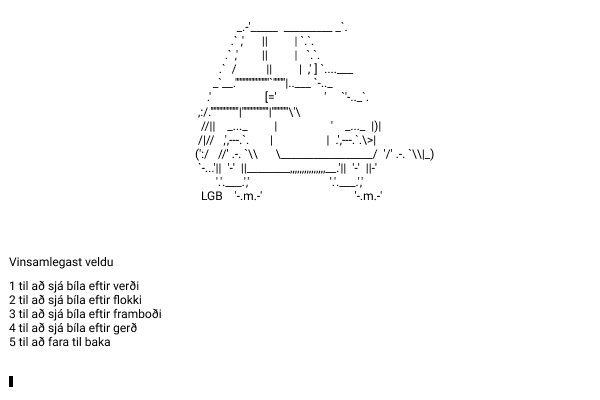 LGB
Vinsamlegast veldu
1 til að sjá bíla eftir verði
2 til að sjá bíla eftir flokki
3 til að sjá bíla eftir framboði
4 til að sjá bíla eftir gerð
5 til að fara til baka